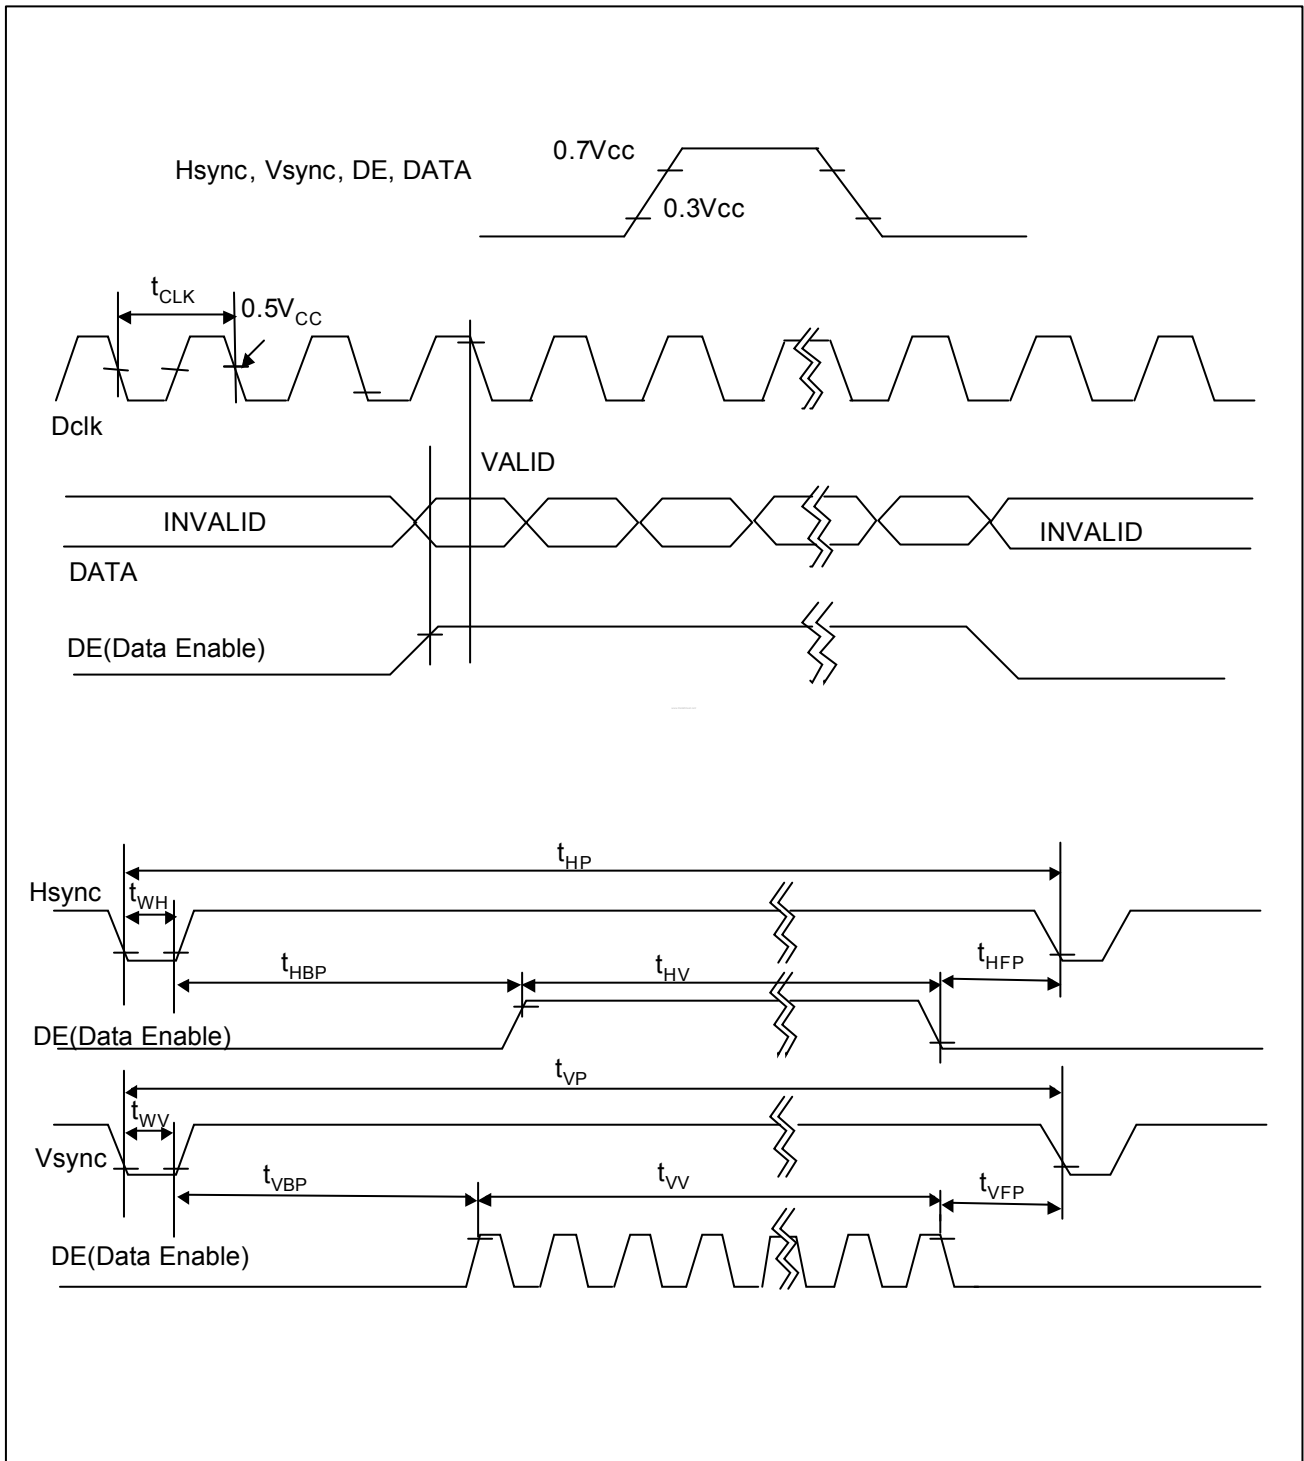 0.7Vcc
Hsync, Vsync, DE, DATA
0.3Vcc
tCLK
0.5VCC
Dclk
VALID
INVALID
INVALID
DATA
DE(Data Enable)
tHP
Hsync
tWH
tHBP
tHV
tHFP
DE(Data Enable)
tVP
tWV
Vsync
tVBP
tVV
tVFP
DE(Data Enable)